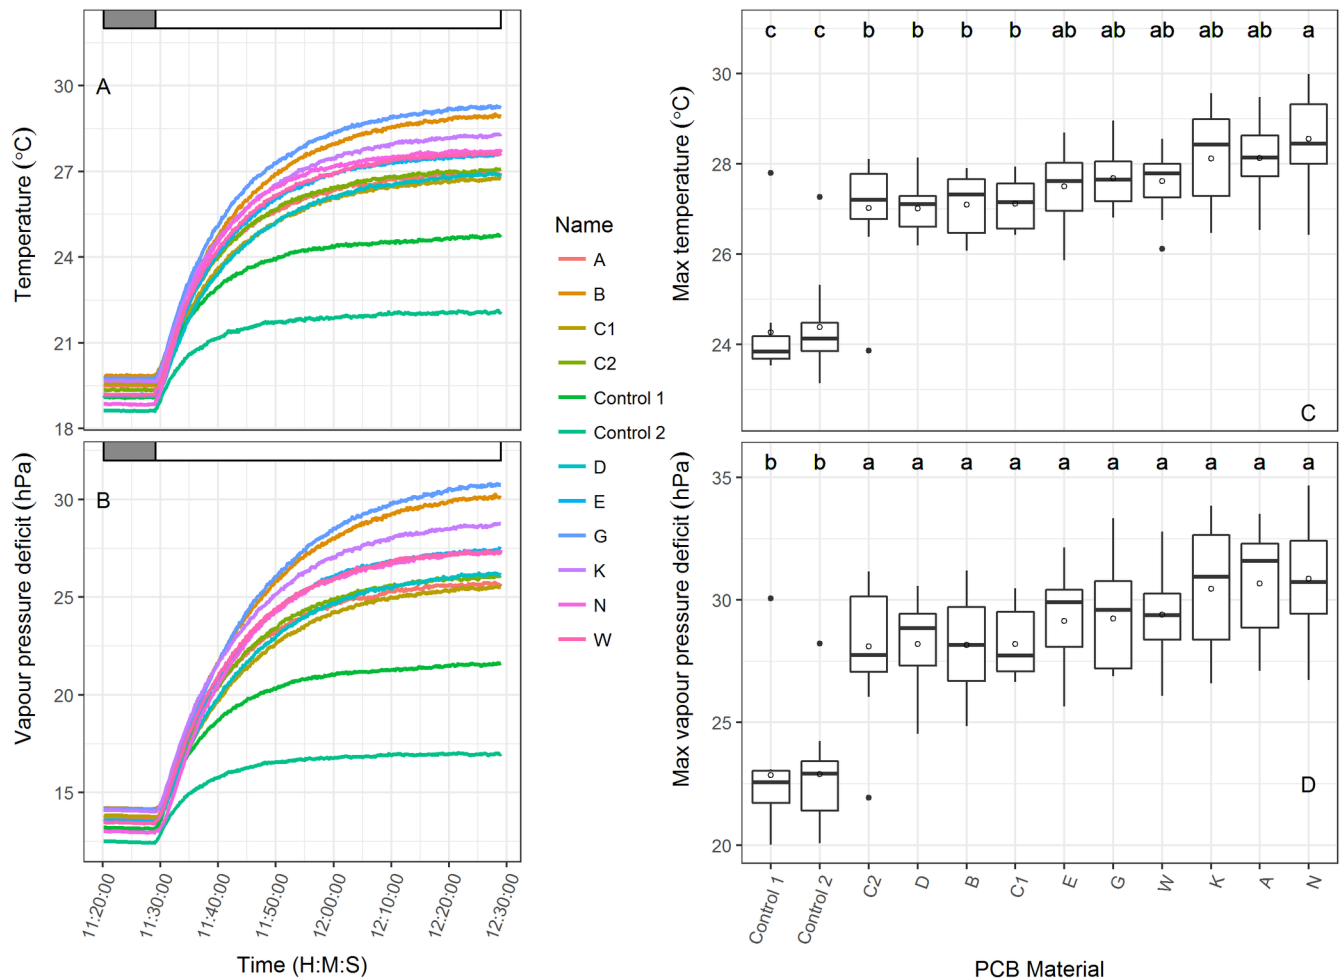 A
30
27
24
21
18
Temperature (°C)
B
30
25
20
15
Vapour pressure deficit (hPa)
11:20:00
11:30:00
11:40:00
11:50:00
12:00:00
12:10:00
12:20:00
12:30:00
Time (H:M:S)
Name
A
B
C1
C2
Control 1
Control 2
D
E
G
K
N
W
c c b b b b ab ab ab ab ab a
30
28
26
24
Max temperature (°C)
C
b b a a a a a a a a a a
35
30
25
20
Max vapour pressure deficit (hPa)
D
Control 1
Control 2
C2
D
B
C1
E
G
W
K
A
N
PCB Material